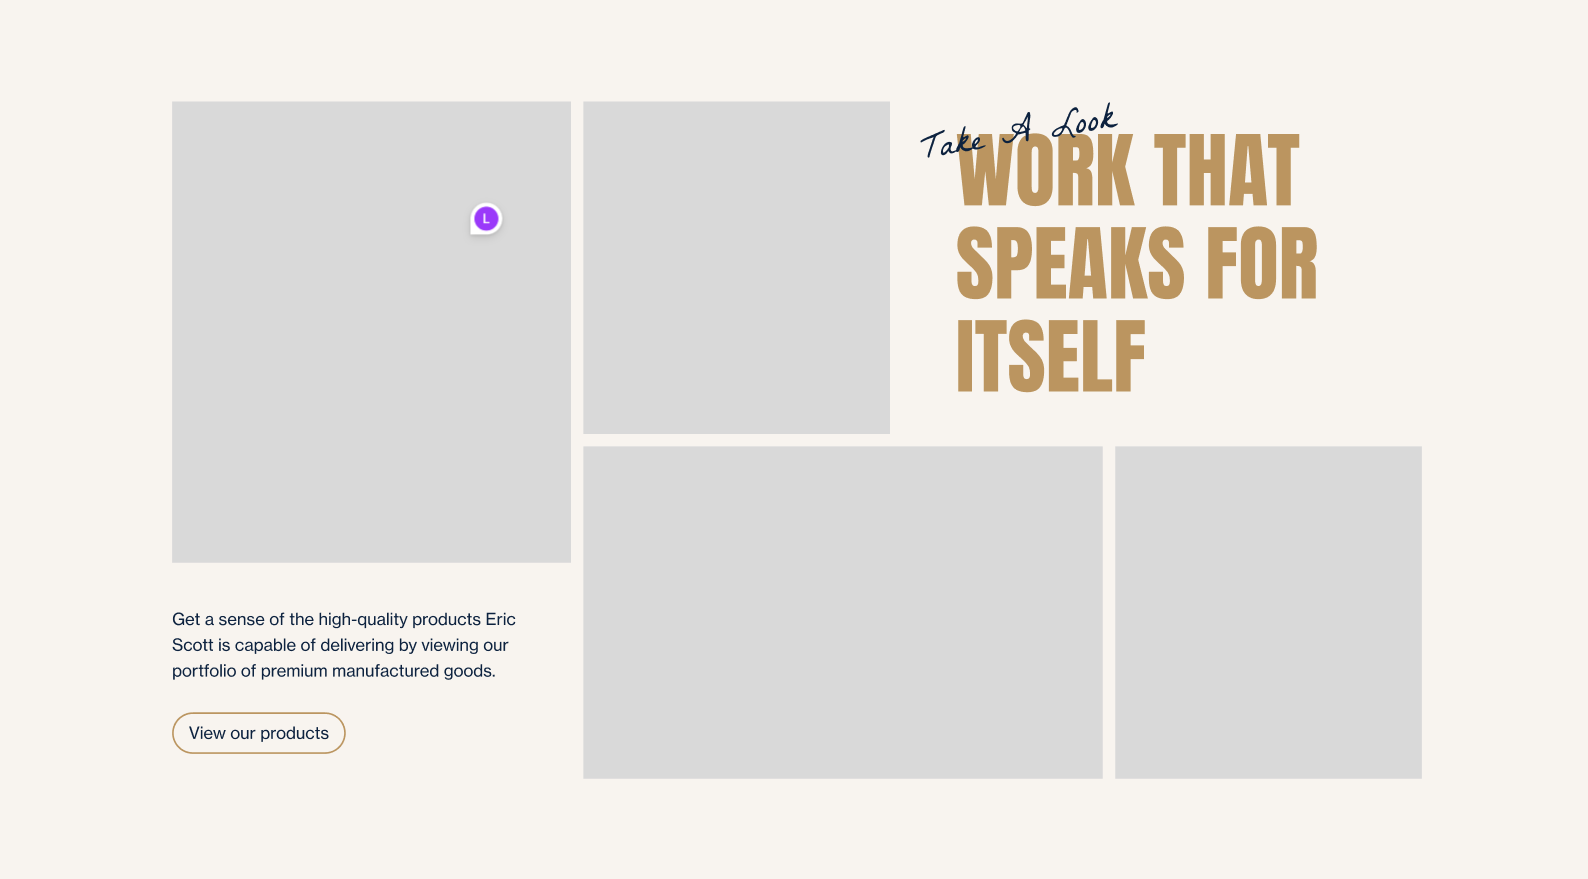 L
Take A Look
WORK THAT
SPEAKS FOR
ITSELF
Get a sense of the high-quality products Eric
Scott is capable of delivering by viewing our
portfolio of premium manufactured goods.
View our products